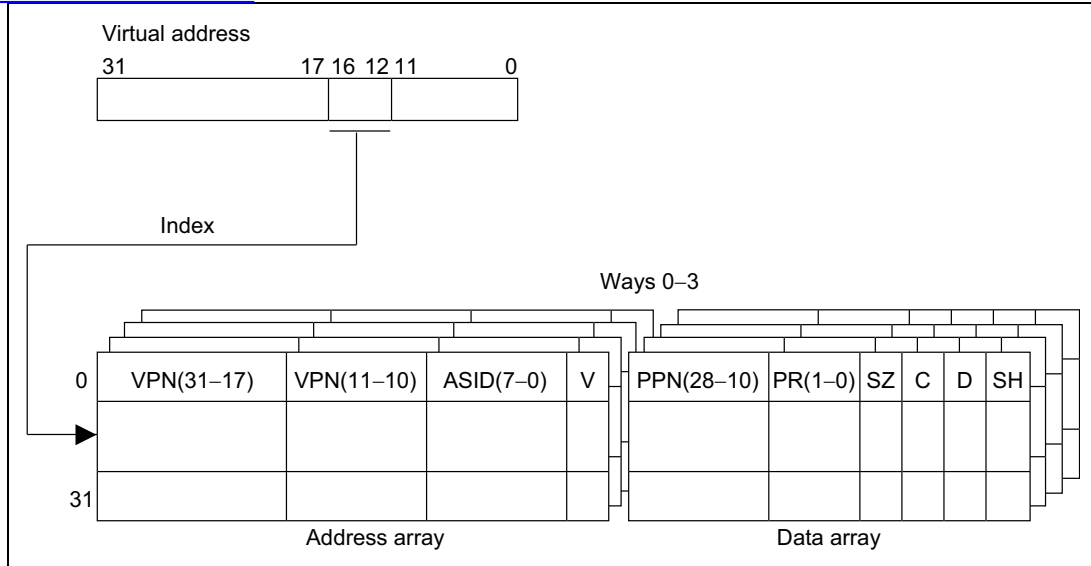 Virtual address
31 17 16 12 11 0
Index
Ways 0–3
0 VPN(31–17) VPN(11–10) ASID(7–0) V PPN(28–10) PR(1–0) SZ C D SH
31
Address array Data array